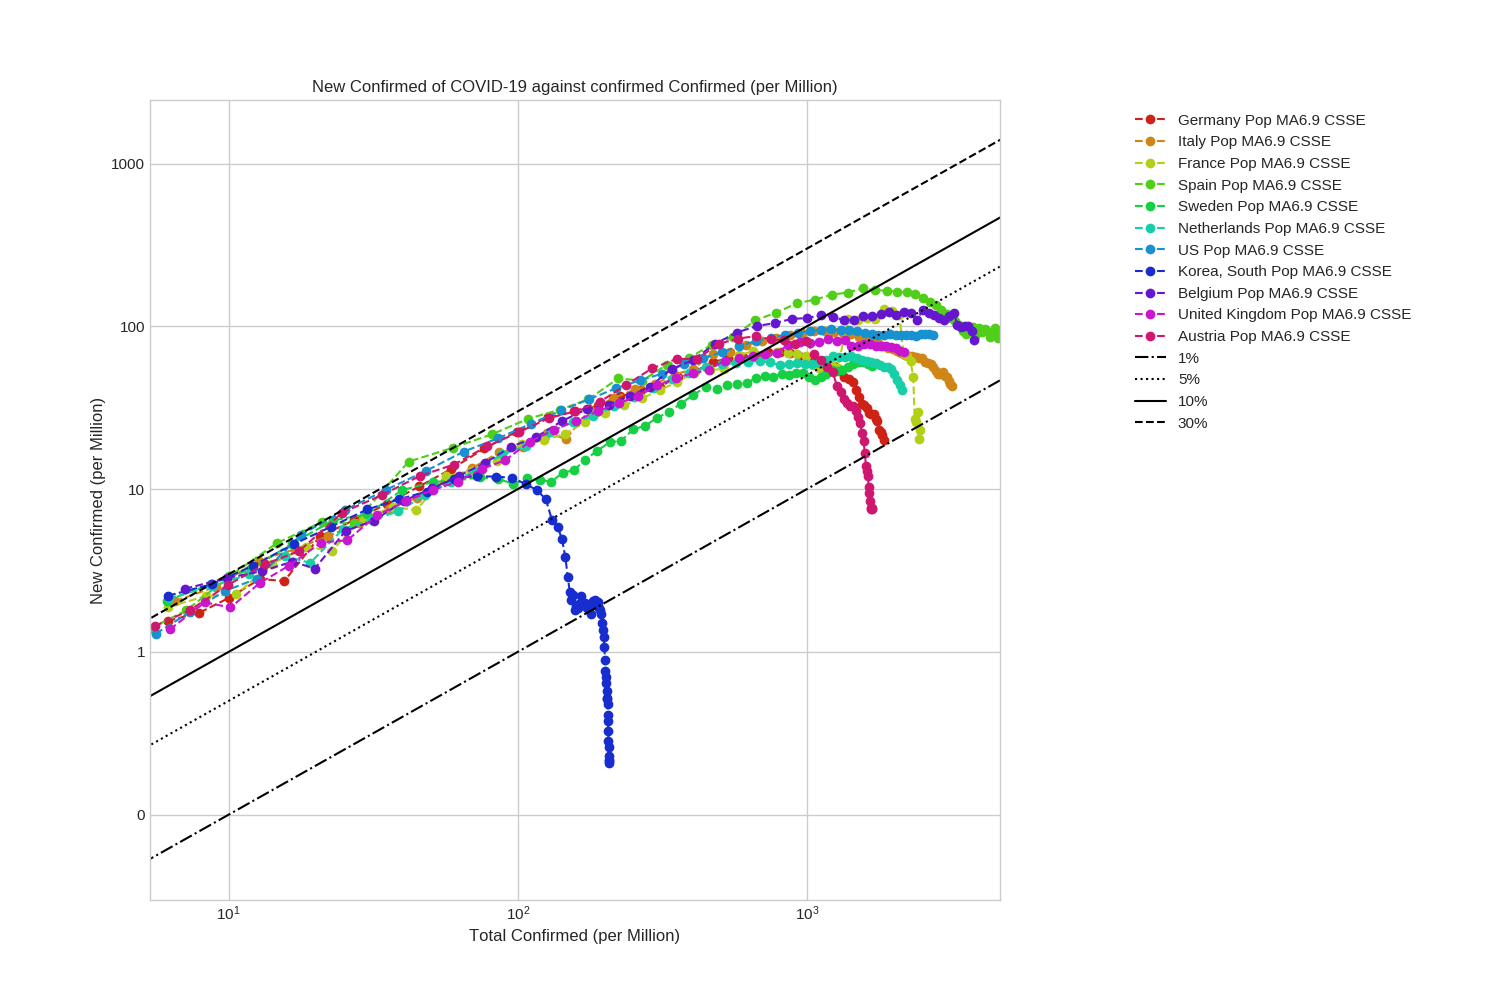 New Confirmed of COVID-19 against confirmed Confirmed (per Million)
New Confirmed (per Million)
1000
100
10
1
0
10¹
10²
10³
Total Confirmed (per Million)
Germany Pop MA6.9 CSSE
Italy Pop MA6.9 CSSE
France Pop MA6.9 CSSE
Spain Pop MA6.9 CSSE
Sweden Pop MA6.9 CSSE
Netherlands Pop MA6.9 CSSE
US Pop MA6.9 CSSE
Korea, South Pop MA6.9 CSSE
Belgium Pop MA6.9 CSSE
United Kingdom Pop MA6.9 CSSE
Austria Pop MA6.9 CSSE
1%
5%
10%
30%